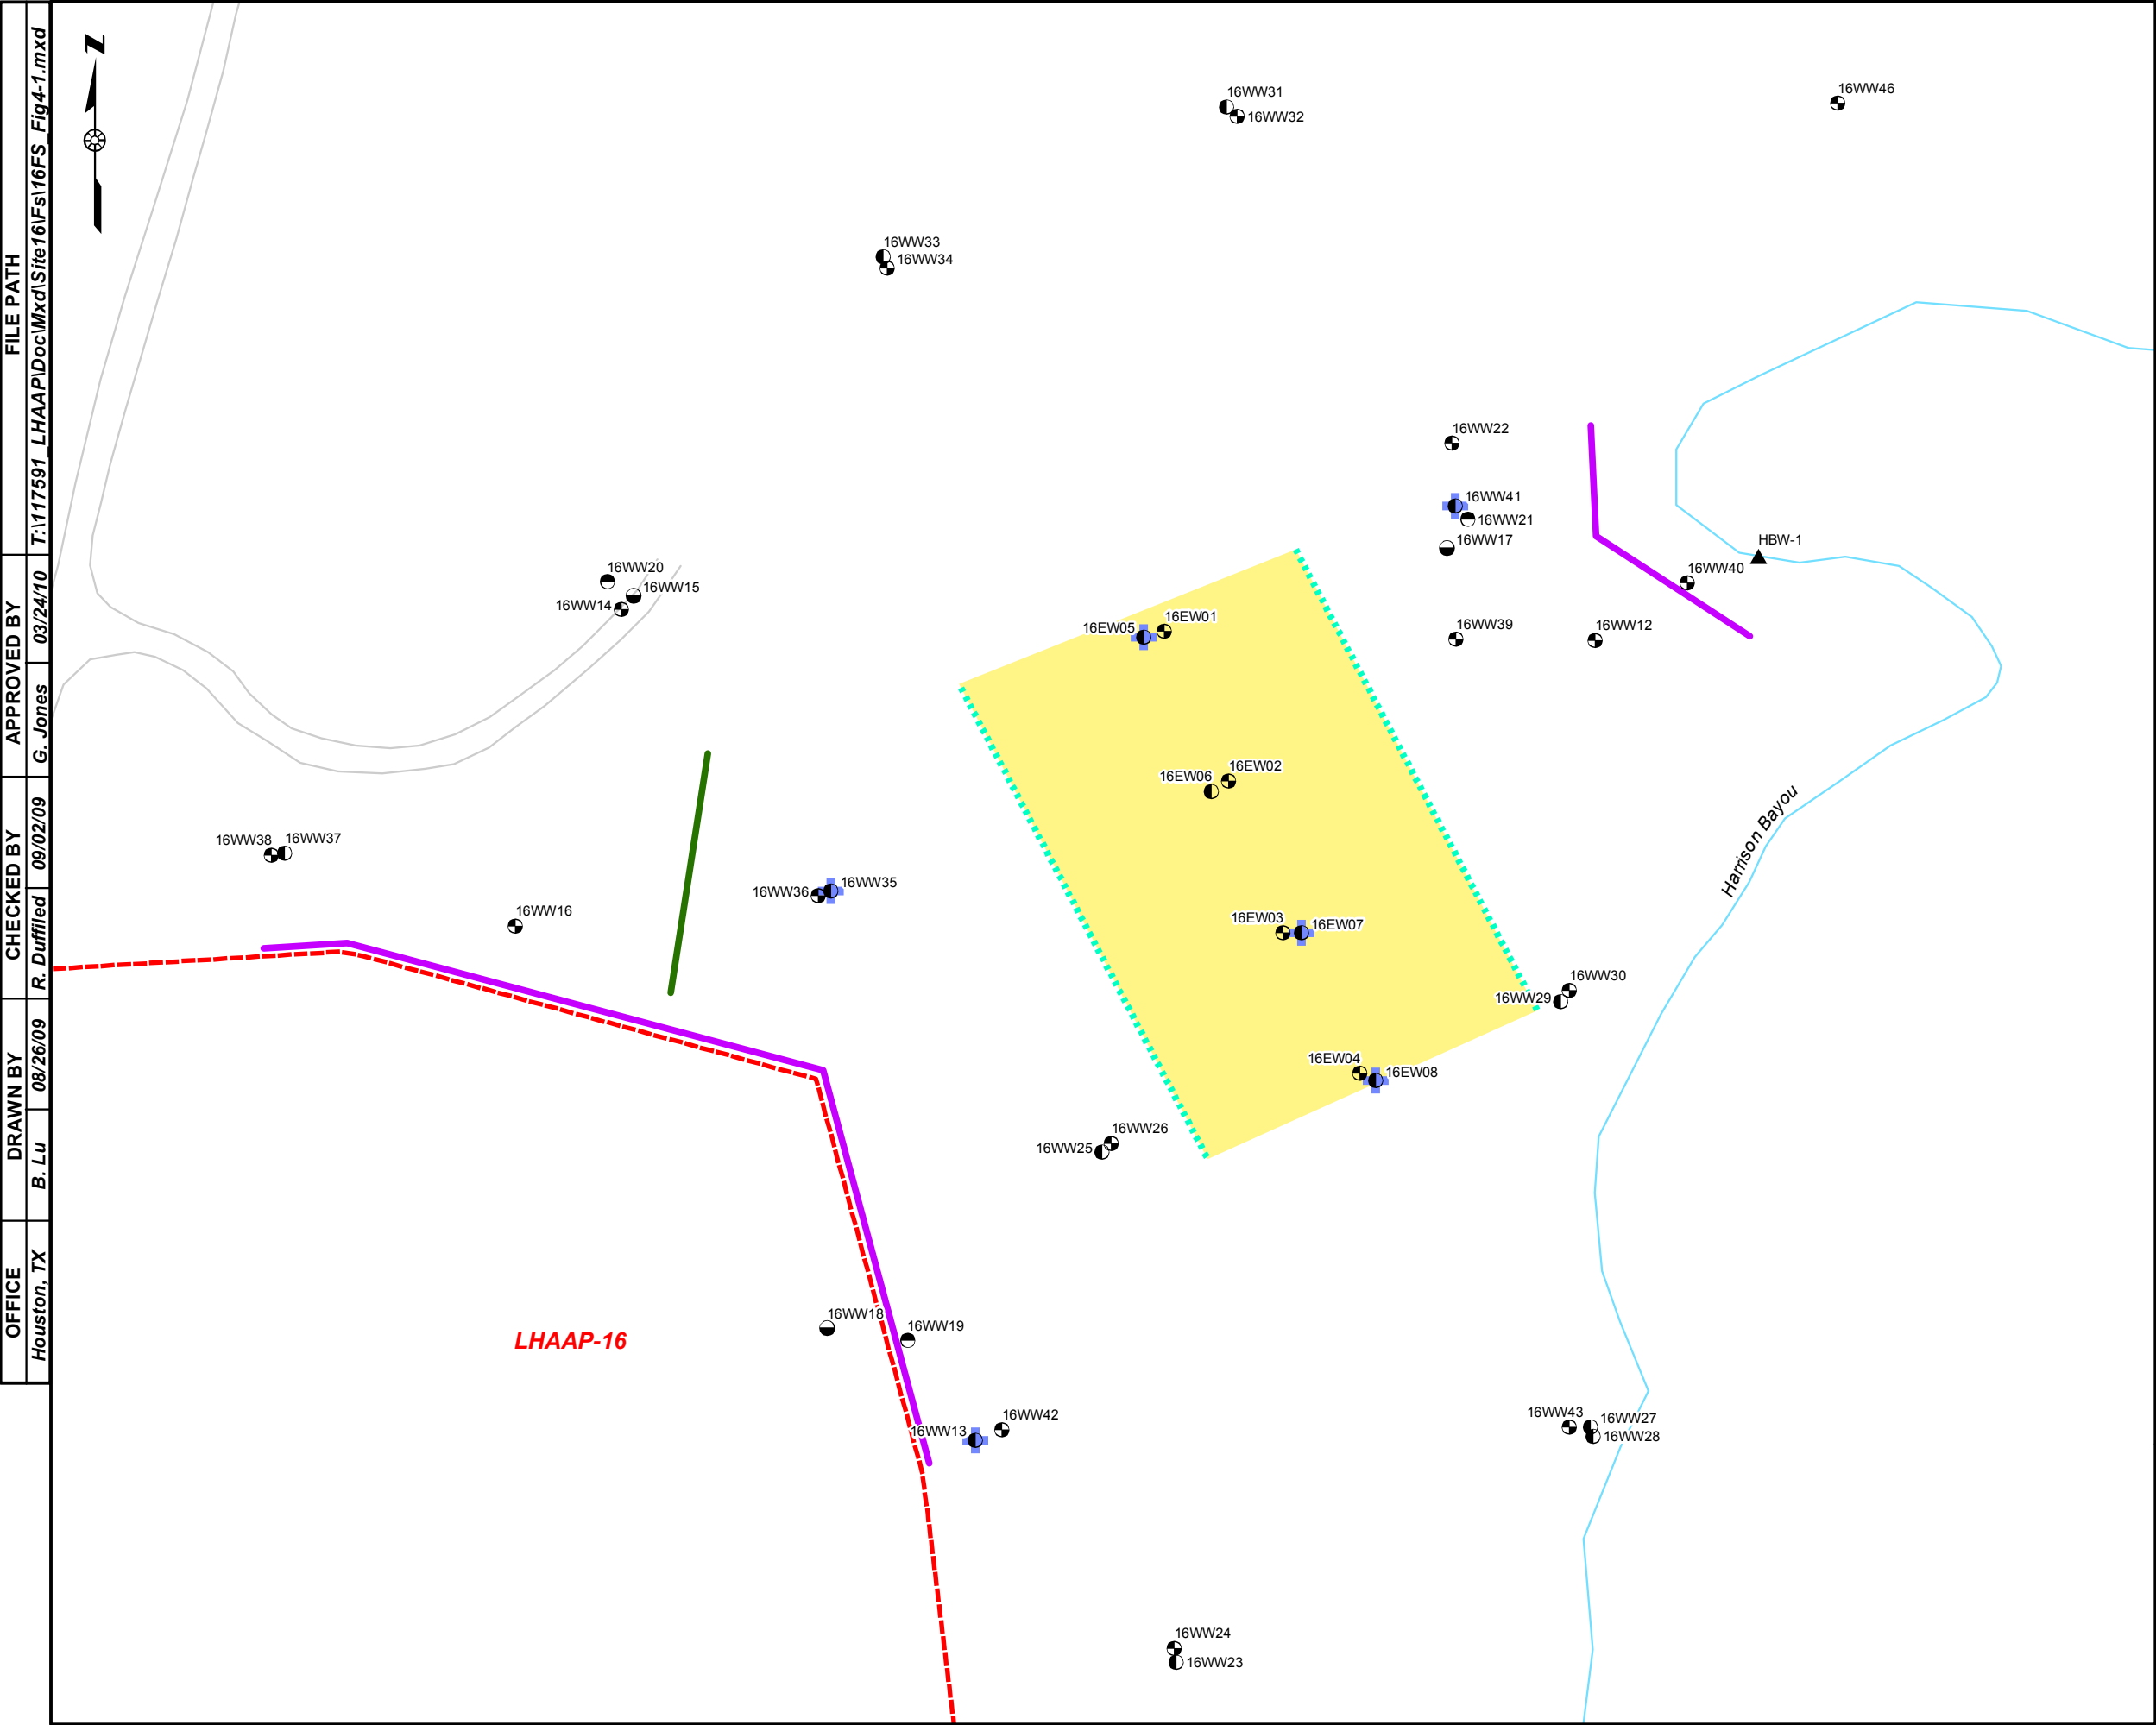 FILE PATH
T:\117591_LHAAP\Doc\Mxd\Site16\Fs\16FS_Fig4-1.mxd
APPROVED BY
03/24/10
G. Jones
CHECKED BY
09/02/09
R. Duffiled
DRAWN BY
08/26/09
B. Lu
OFFICE
Houston, TX
N
16WW31
16WW32
16WW46
16WW33
16WW34
16WW22
16WW41
16WW21
16WW17
HBW-1
16WW40
16WW20
16WW15
16WW14
16EW01
16EW05
16WW39
16WW12
16EW02
16EW06
Harrison Bayou
16WW38
16WW37
16WW35
16WW36
16WW16
16EW03
16EW07
16WW30
16WW29
16EW04
16EW08
16WW26
16WW25
16WW18
16WW19
LHAAP-16
16WW42
16WW13
16WW43
16WW27
16WW28
16WW24
16WW23